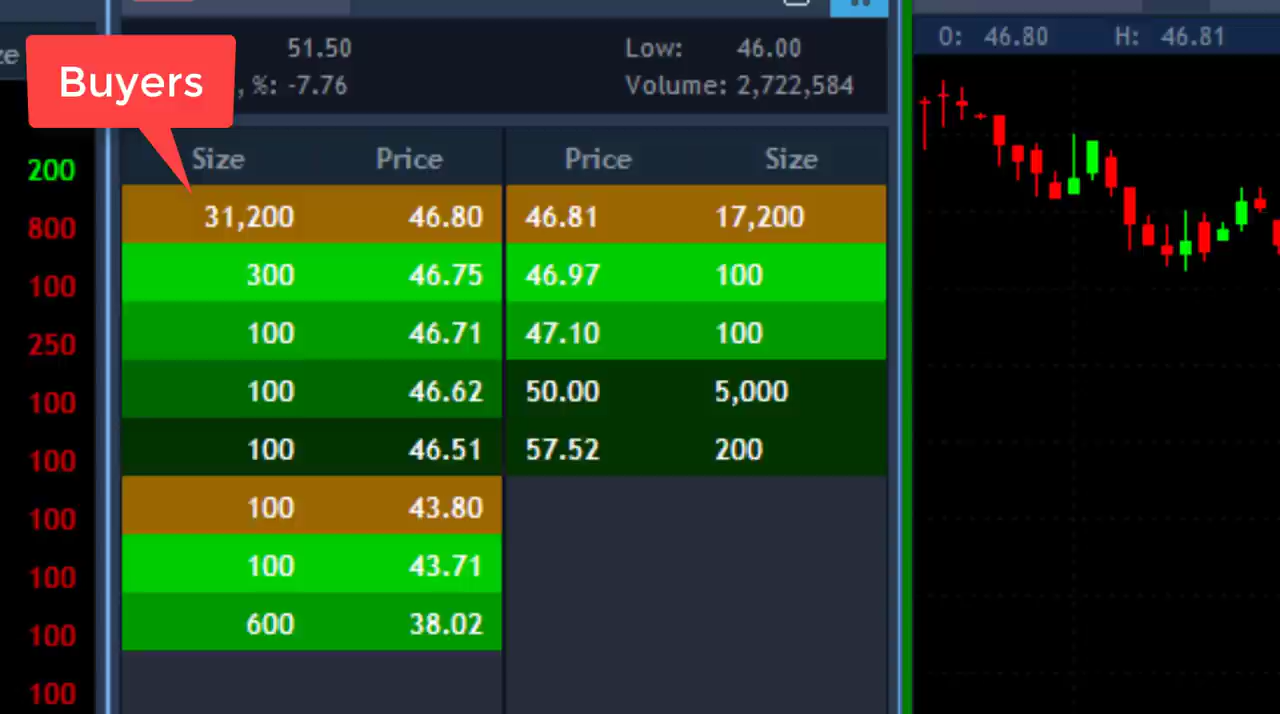 51.50 Low: 46.00
, %: -7.76 Volume: 2,722,584
O: 46.80 H: 46.81
ze
Buyers
Size Price Price Size
31,200 46.80 46.81 17,200
300 46.75 46.97 100
100 46.71 47.10 100
100 46.62 50.00 5,000
100 46.51 57.52 200
100 43.80
100 43.71
600 38.02
200
800
100
250
100
100
100
100
100
100